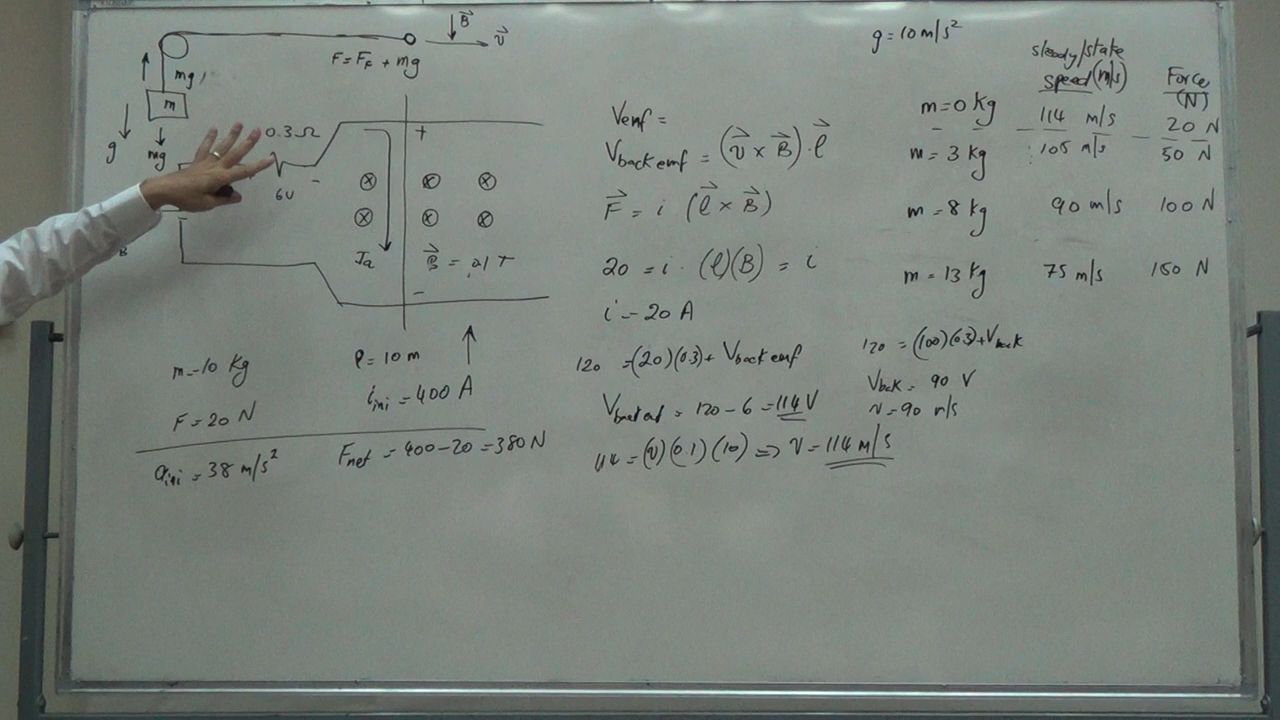 B⃗
v⃗
F = F_F + mg
mg
m
g
mg
0.3 Ω
6V
-
+
B⃗ = 0.1 T
-
B
m = 10 kg
F = 20 N
a_ini = 38 m/s²
ℓ = 10 m
i_ini = 400 A
F_net = 400 - 20 = 380 N
V_emf =
V_back emf = (v⃗ x B⃗) · ℓ⃗
F⃗ = i (ℓ⃗ x B⃗)
20 = i · (ℓ)(B) = i
i = 20 A
120 = (20)(0.3) + V_back emf
V_back emf = 120 - 6 = 114 V
114 = (v)(0.1)(10) => v = 114 m/s
120 = (100)(0.3) + V_back
V_back = 90 V
v = 90 m/s
g = 10 m/s²
steady/state
speed (m/s) Force (N)
m = 0 kg 114 m/s 20 N
m = 3 kg 105 m/s 50 N
m = 8 kg 90 m/s 100 N
m = 13 kg 75 m/s 150 N